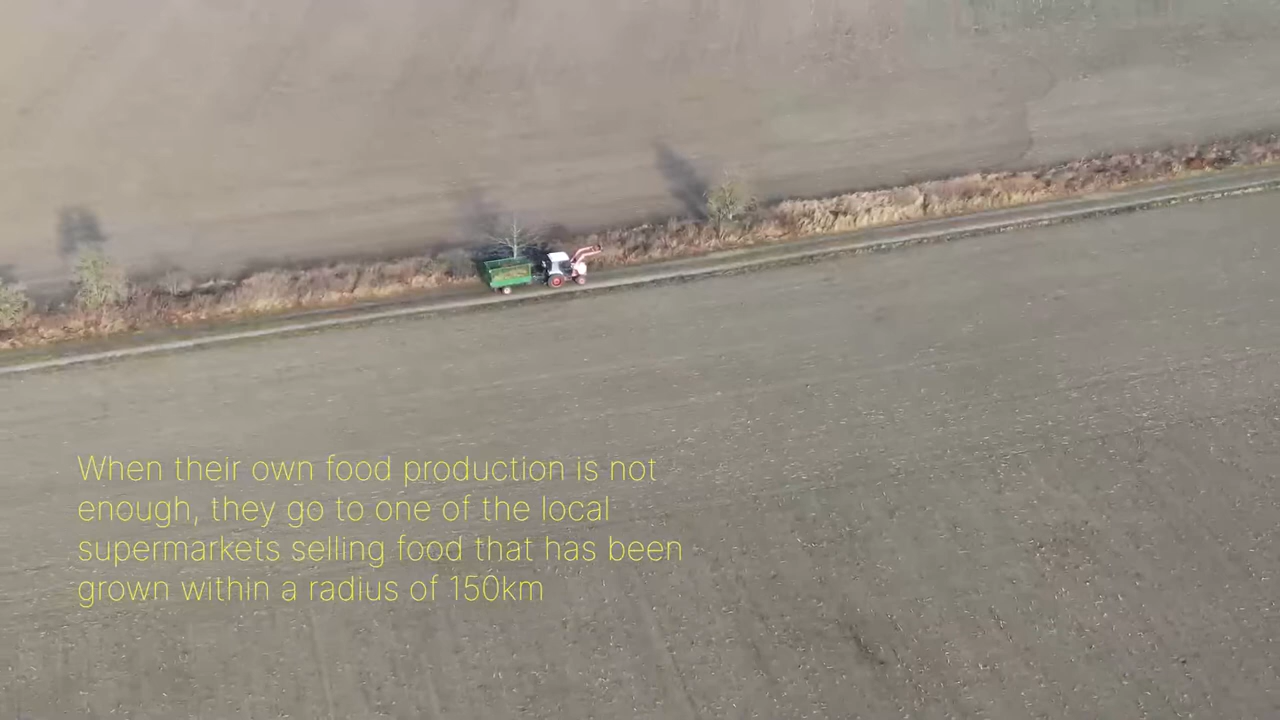 When their own food production is not
enough, they go to one of the local
supermarkets selling food that has been
grown within a radius of 150km